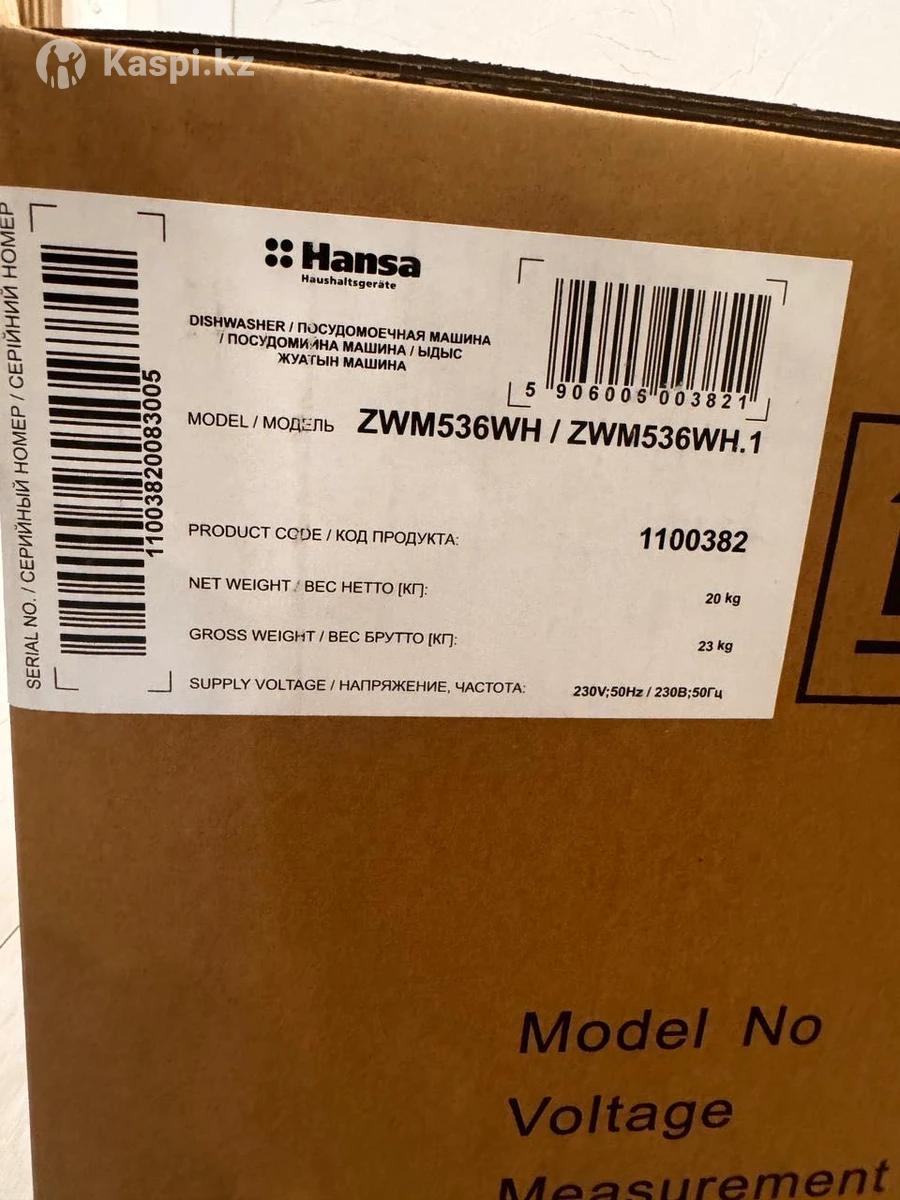 Kaspi.kz
SERIAL NO. / СЕРИЙНЫЙ НОМЕР / СЕРІЙНИЙ НОМЕР
11003820083005
Hansa
Haushaltsgeräte
DISHWASHER / ПОСУДОМОЕЧНАЯ МАШИНА
/ ПОСУДОМИЙНА МАШИНА / ЫДЫС
ЖУАТЫН МАШИНА
5 906006 003821
MODEL / МОДЕЛЬ ZWM536WH / ZWM536WH.1
PRODUCT CODE / КОД ПРОДУКТА: 1100382
NET WEIGHT / ВЕС НЕТТО [КГ]: 20 kg
GROSS WEIGHT / ВЕС БРУТТО [КГ]: 23 kg
SUPPLY VOLTAGE / НАПРЯЖЕНИЕ, ЧАСТОТА: 230V;50Hz / 230В;50Гц
Model No
Voltage
Measurement